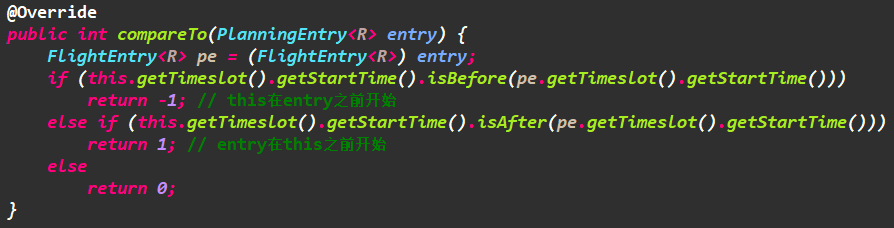 @Override
public int compareTo(PlanningEntry<R> entry) {
    FlightEntry<R> pe = (FlightEntry<R>) entry;
    if (this.getTimeslot().getStartTime().isBefore(pe.getTimeslot().getStartTime()))
        return -1; // this在entry之前开始
    else if (this.getTimeslot().getStartTime().isAfter(pe.getTimeslot().getStartTime()))
        return 1; // entry在this之前开始
    else
        return 0;
}